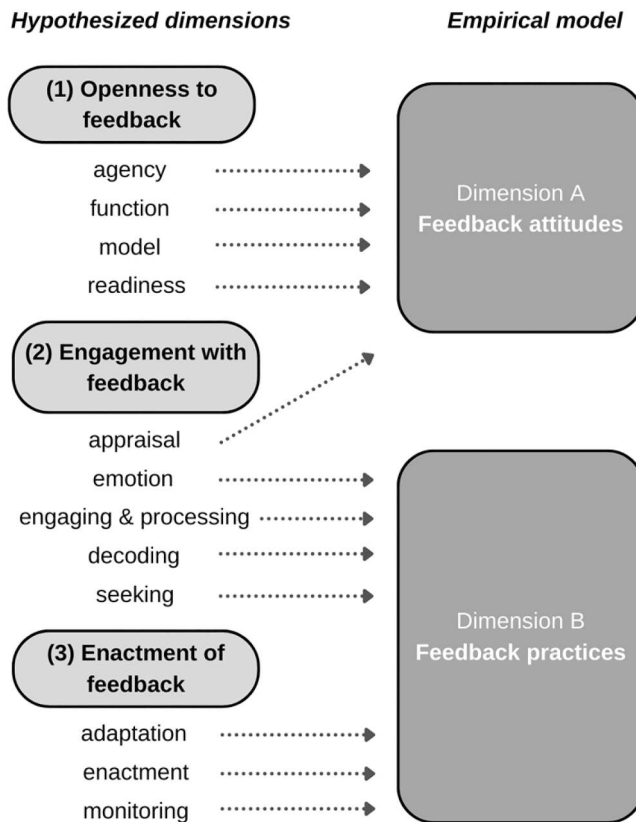 Hypothesized dimensions
Empirical model
(1) Openness to
feedback
agency
function
model
readiness
Dimension A
Feedback attitudes
(2) Engagement with
feedback
appraisal
emotion
engaging & processing
decoding
seeking
(3) Enactment of
feedback
adaptation
enactment
monitoring
Dimension B
Feedback practices